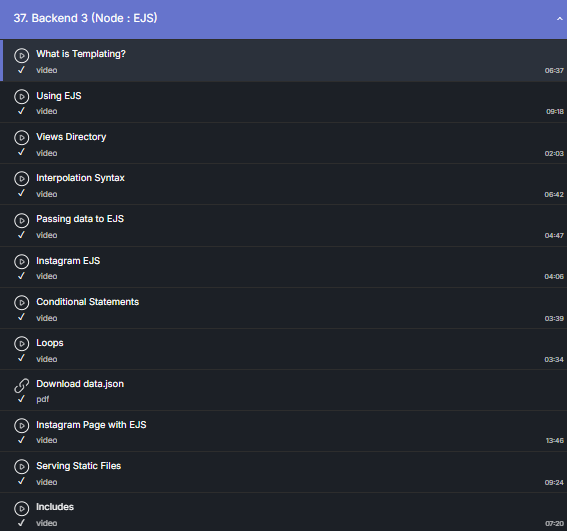 37. Backend 3 (Node : EJS)
What is Templating?
video 06:37
Using EJS
video 09:18
Views Directory
video 02:03
Interpolation Syntax
video 06:42
Passing data to EJS
video 04:47
Instagram EJS
video 04:06
Conditional Statements
video 03:39
Loops
video 03:34
Download data.json
pdf
Instagram Page with EJS
video 13:46
Serving Static Files
video 09:24
Includes
video 07:20